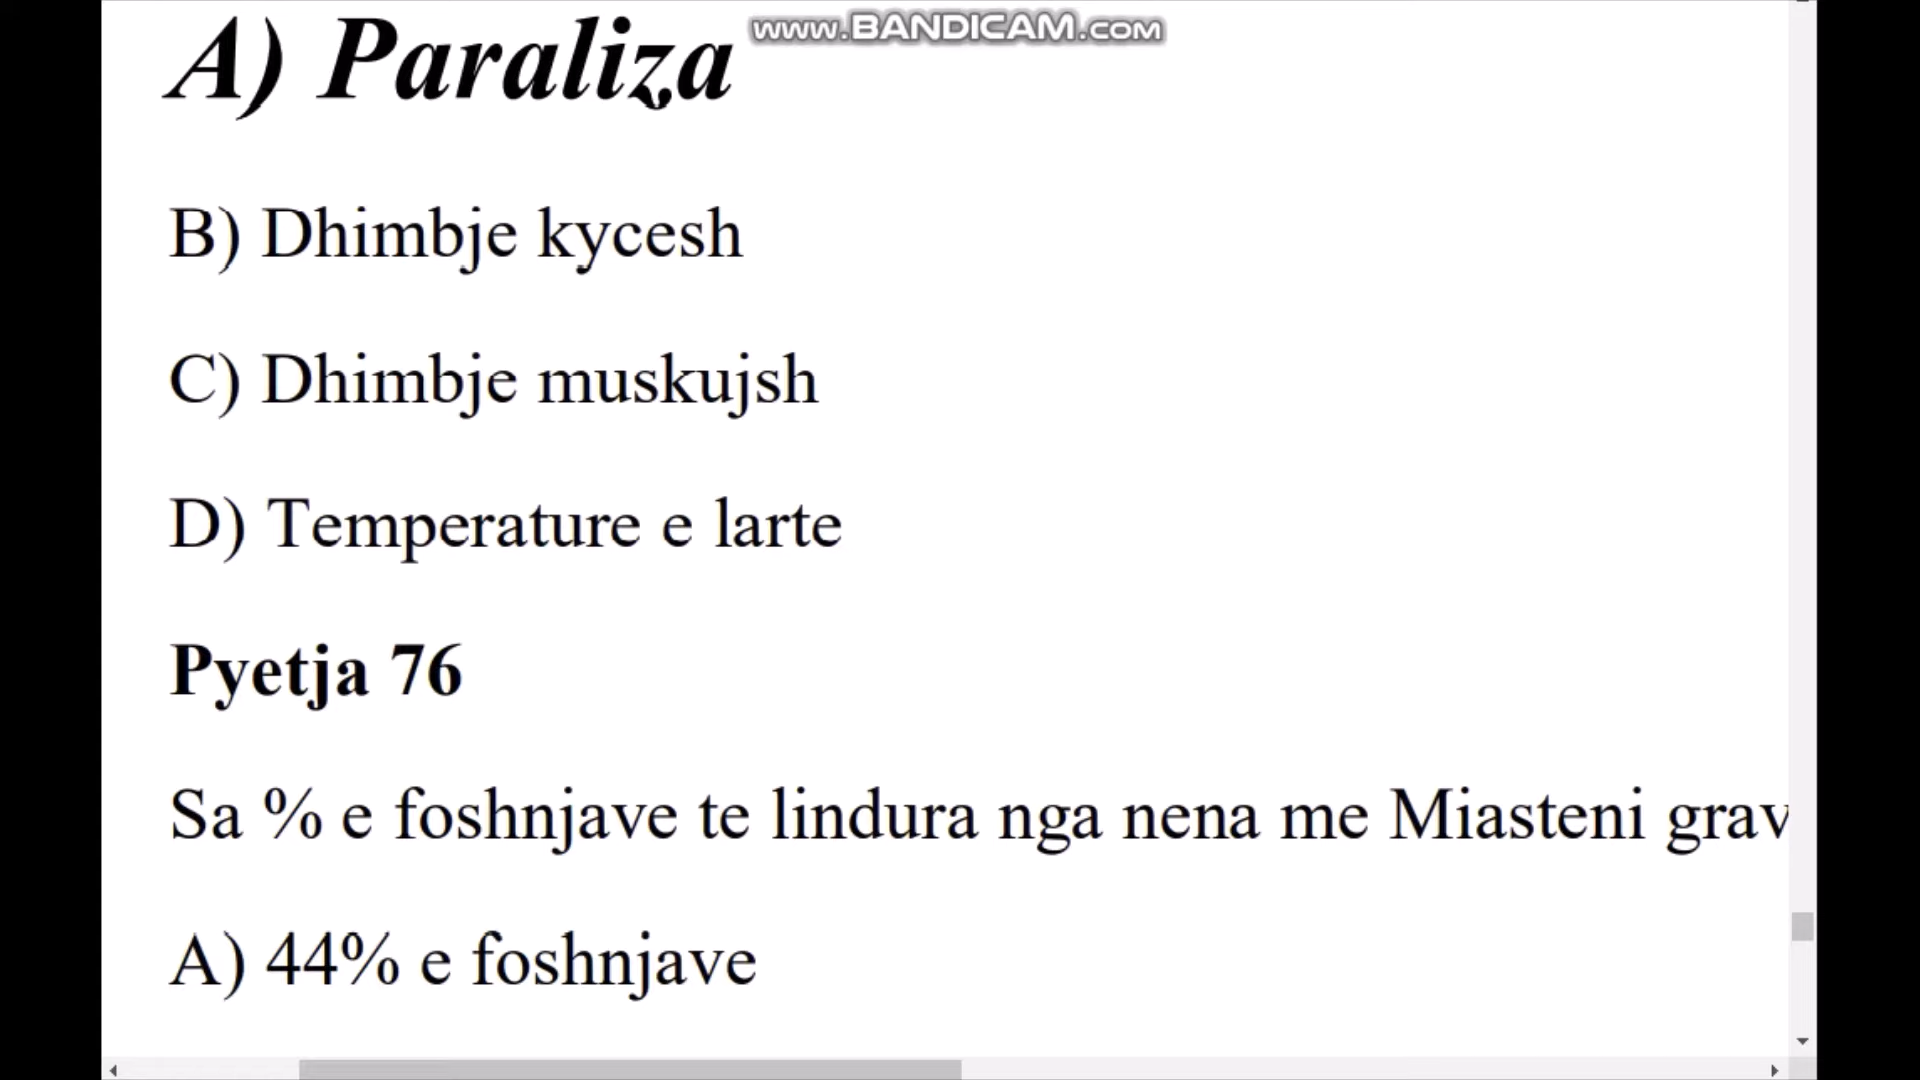 www.BANDICAM.com
A) Paraliza
B) Dhimbje kycesh
C) Dhimbje muskujsh
D) Temperature e larte
Pyetja 76
Sa % e foshnjave te lindura nga nena me Miasteni grav
A) 44% e foshnjave